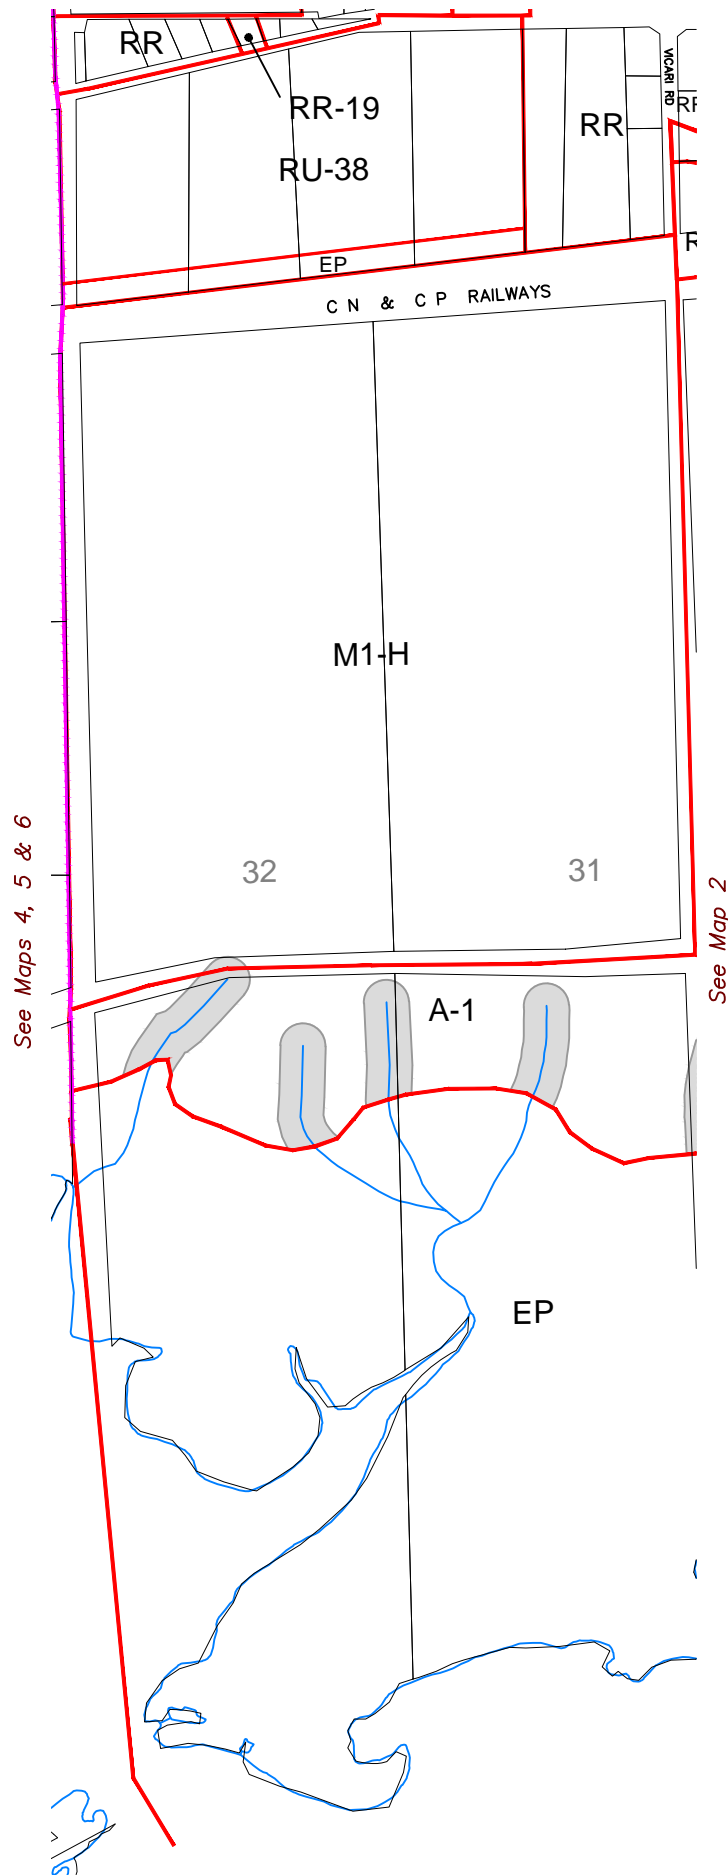 RR
VICARI RD
RR-19
RR
RR
RU-38
R
EP
C N & C P RAILWAYS
M1-H
See Maps 4, 5 & 6
32
31
See Map 2
A-1
EP